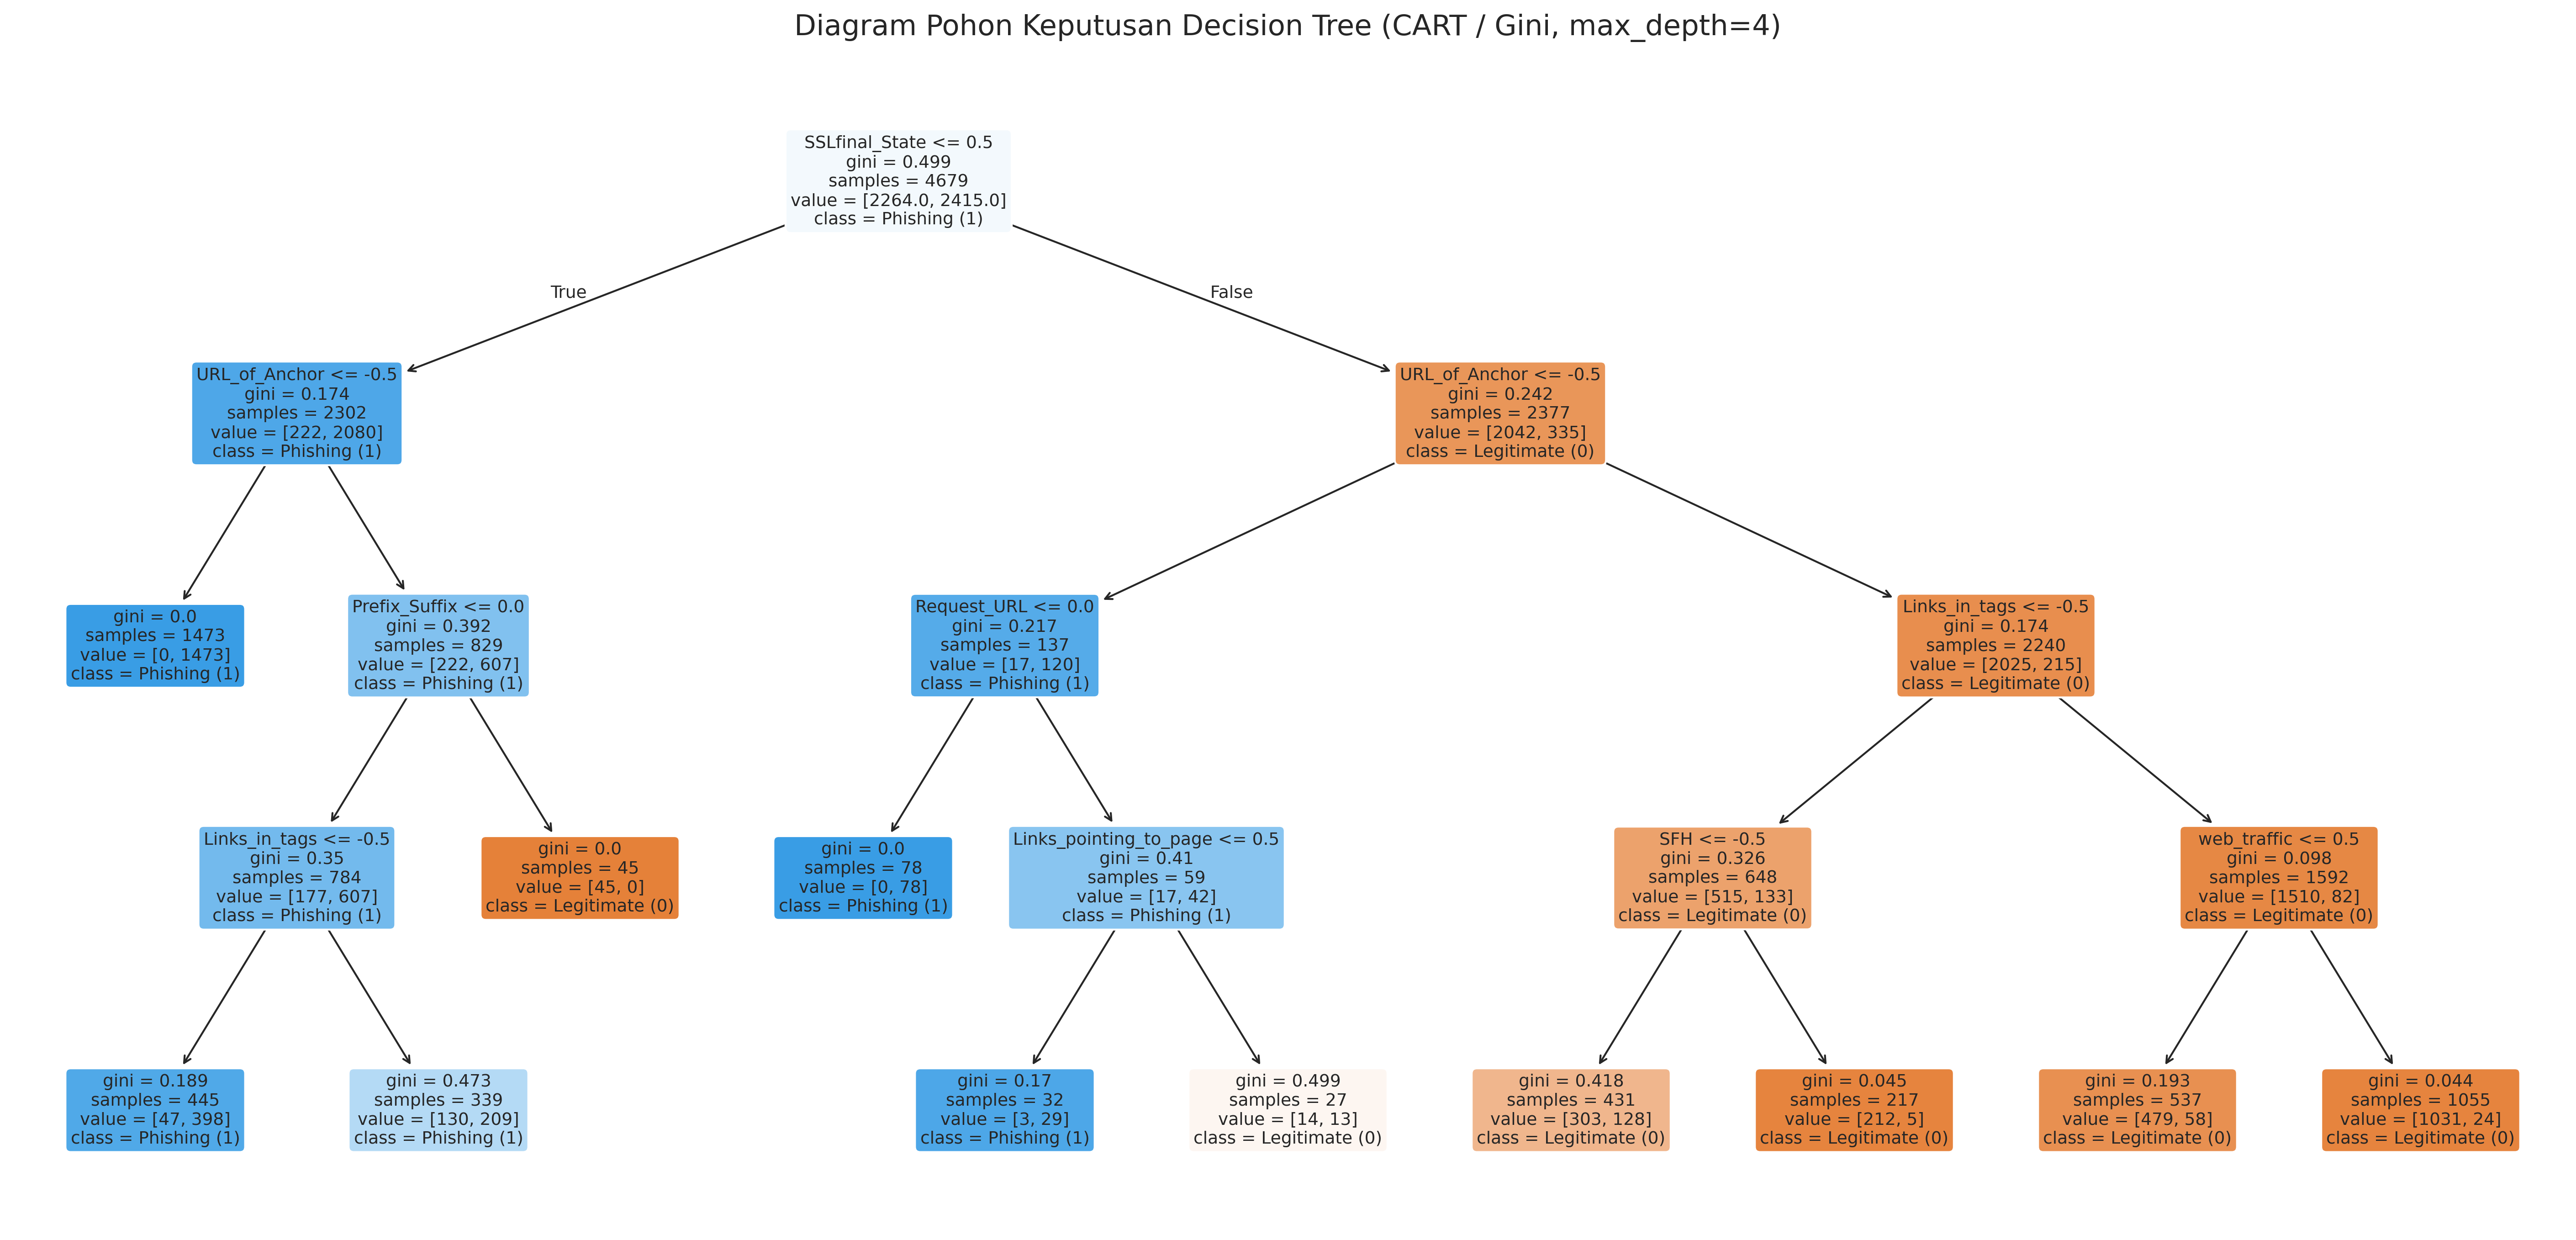 Diagram Pohon Keputusan Decision Tree (CART / Gini, max_depth=4)
SSLfinal_State <= 0.5
gini = 0.499
samples = 4679
value = [2264.0, 2415.0]
class = Phishing (1)
True
False
URL_of_Anchor <= -0.5
gini = 0.174
samples = 2302
value = [222, 2080]
class = Phishing (1)
URL_of_Anchor <= -0.5
gini = 0.242
samples = 2377
value = [2042, 335]
class = Legitimate (0)
gini = 0.0
samples = 1473
value = [0, 1473]
class = Phishing (1)
Prefix_Suffix <= 0.0
gini = 0.392
samples = 829
value = [222, 607]
class = Phishing (1)
Request_URL <= 0.0
gini = 0.217
samples = 137
value = [17, 120]
class = Phishing (1)
Links_in_tags <= -0.5
gini = 0.174
samples = 2240
value = [2025, 215]
class = Legitimate (0)
Links_in_tags <= -0.5
gini = 0.35
samples = 784
value = [177, 607]
class = Phishing (1)
gini = 0.0
samples = 45
value = [45, 0]
class = Legitimate (0)
gini = 0.0
samples = 78
value = [0, 78]
class = Phishing (1)
Links_pointing_to_page <= 0.5
gini = 0.41
samples = 59
value = [17, 42]
class = Phishing (1)
SFH <= -0.5
gini = 0.326
samples = 648
value = [515, 133]
class = Legitimate (0)
web_traffic <= 0.5
gini = 0.098
samples = 1592
value = [1510, 82]
class = Legitimate (0)
gini = 0.189
samples = 445
value = [47, 398]
class = Phishing (1)
gini = 0.473
samples = 339
value = [130, 209]
class = Phishing (1)
gini = 0.17
samples = 32
value = [3, 29]
class = Phishing (1)
gini = 0.499
samples = 27
value = [14, 13]
class = Legitimate (0)
gini = 0.418
samples = 431
value = [303, 128]
class = Legitimate (0)
gini = 0.045
samples = 217
value = [212, 5]
class = Legitimate (0)
gini = 0.193
samples = 537
value = [479, 58]
class = Legitimate (0)
gini = 0.044
samples = 1055
value = [1031, 24]
class = Legitimate (0)